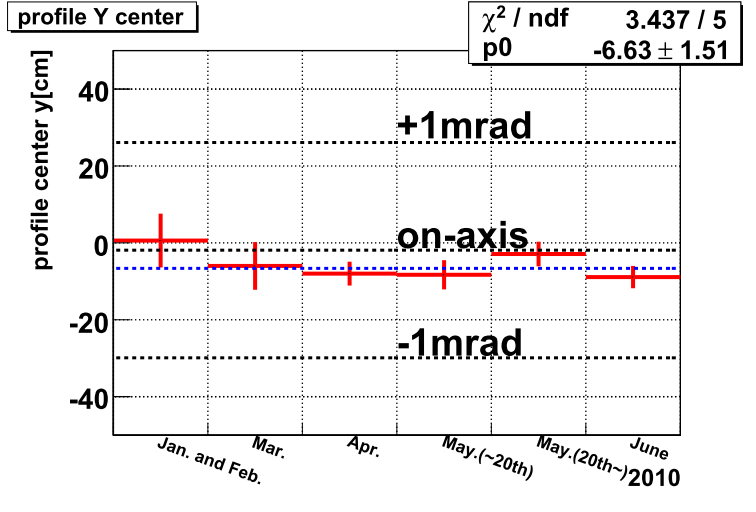 profile Y center
χ² / ndf 3.437 / 5
p0 -6.63 ± 1.51
profile center y[cm]
40
20
0
-20
-40
+1mrad
on-axis
-1mrad
Jan. and Feb.
Mar.
Apr.
May.(~20th)
May.(20th~)
June
2010